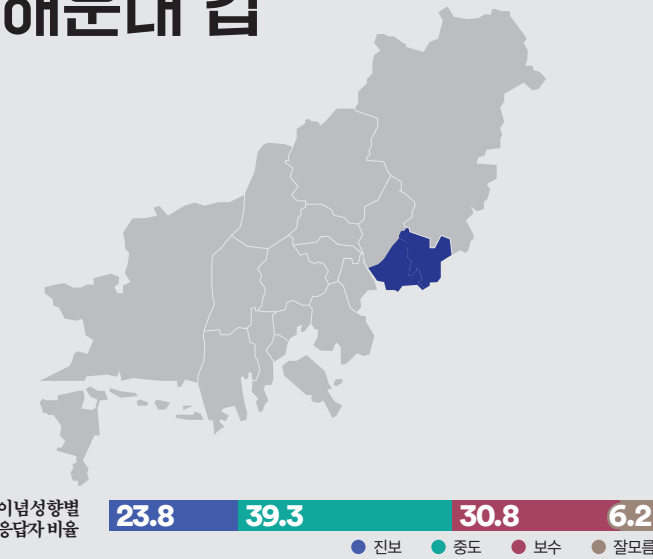 해운대 갑
이념성향별
응답자 비율
23.8 39.3 30.8 6.2
진보 중도 보수 잘모름